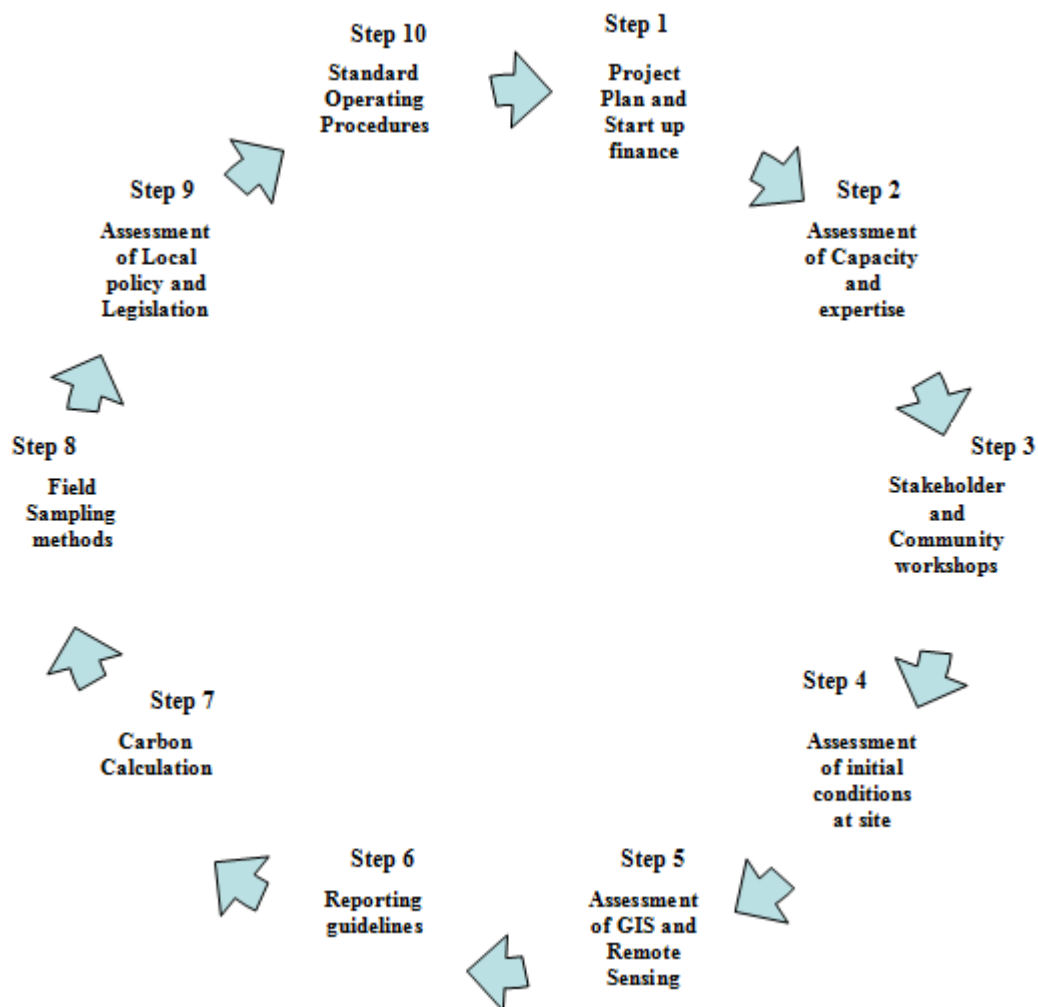 Step 1
Project
Plan and
Start up
finance
Step 2
Assessment
of Capacity
and
expertise
Step 3
Stakeholder
and
Community
workshops
Step 4
Assessment
of initial
conditions
at site
Step 5
Assessment
of GIS and
Remote
Sensing
Step 6
Reporting
guidelines
Step 7
Carbon
Calculation
Step 8
Field
Sampling
methods
Step 9
Assessment
of Local
policy and
Legislation
Step 10
Standard
Operating
Procedures